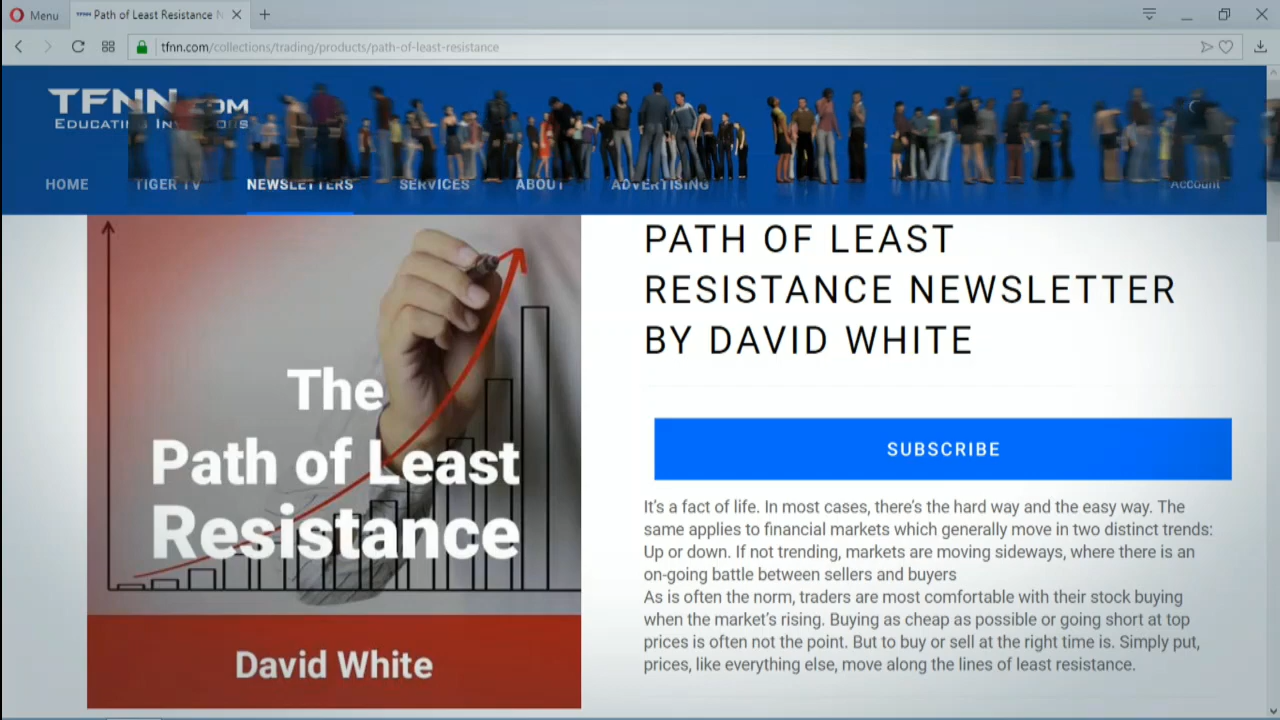 Menu
TFNN Path of Least Resistance N
tfnn.com/collections/trading/products/path-of-least-resistance
TFNN.COM
EDUCATING INVESTORS
HOME TIGER TV NEWSLETTERS SERVICES ABOUT ADVERTISING Account
The
Path of Least
Resistance
David White
PATH OF LEAST
RESISTANCE NEWSLETTER
BY DAVID WHITE
SUBSCRIBE
It's a fact of life. In most cases, there's the hard way and the easy way. The
same applies to financial markets which generally move in two distinct trends:
Up or down. If not trending, markets are moving sideways, where there is an
on-going battle between sellers and buyers
As is often the norm, traders are most comfortable with their stock buying
when the market's rising. Buying as cheap as possible or going short at top
prices is often not the point. But to buy or sell at the right time is. Simply put,
prices, like everything else, move along the lines of least resistance.